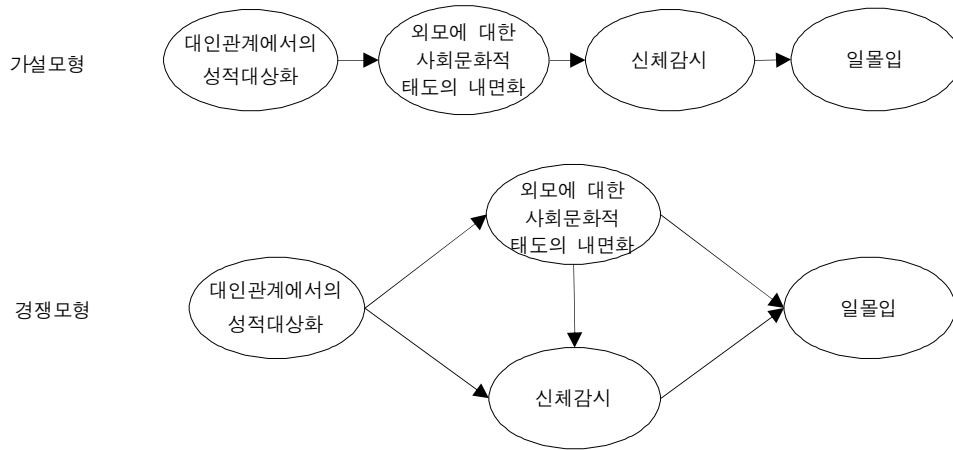 가설모형
대인관계에서의
성적대상화
외모에 대한
사회문화적
태도의 내면화
신체감시
일몰입
경쟁모형
대인관계에서의
성적대상화
외모에 대한
사회문화적
태도의 내면화
신체감시
일몰입